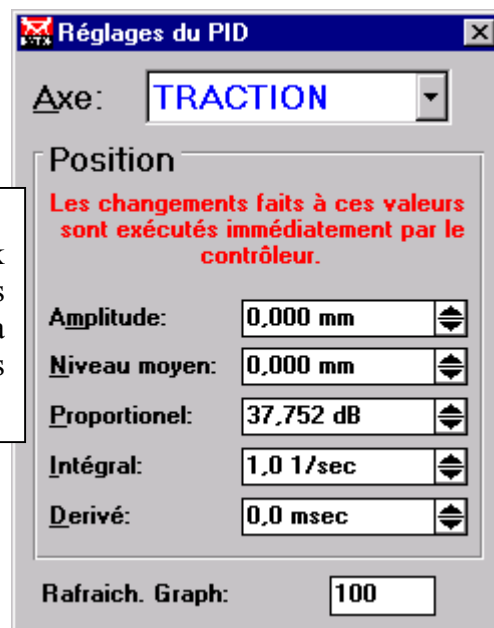 Réglages du PID
Axe: TRACTION
Position
Les changements faits à ces valeurs
sont exécutés immédiatement par le
contrôleur.
Amplitude: 0,000 mm
Niveau moyen: 0,000 mm
Proportionel: 37,752 dB
Intégral: 1,0 1/sec
Derivé: 0,0 msec
Rafraich. Graph: 100